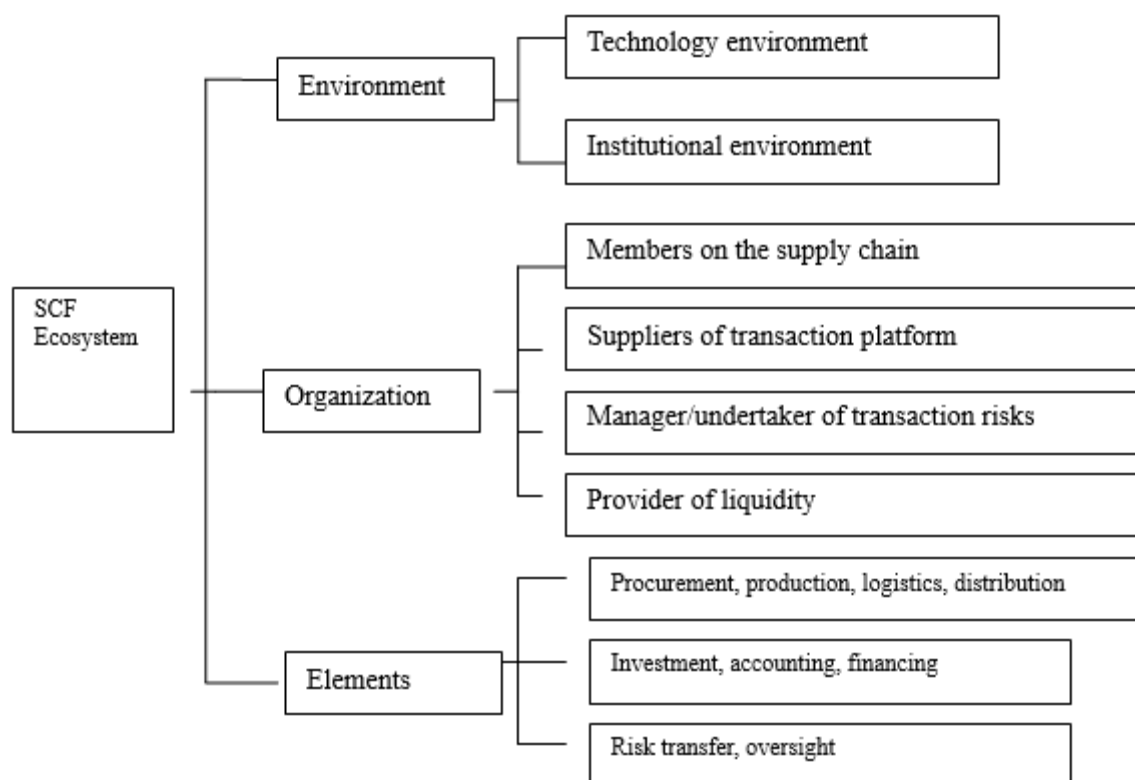 Technology environment
Environment
Institutional environment
Members on the supply chain
SCF
Ecosystem
Suppliers of transaction platform
Organization
Manager/undertaker of transaction risks
Provider of liquidity
Procurement, production, logistics, distribution
Investment, accounting, financing
Elements
Risk transfer, oversight